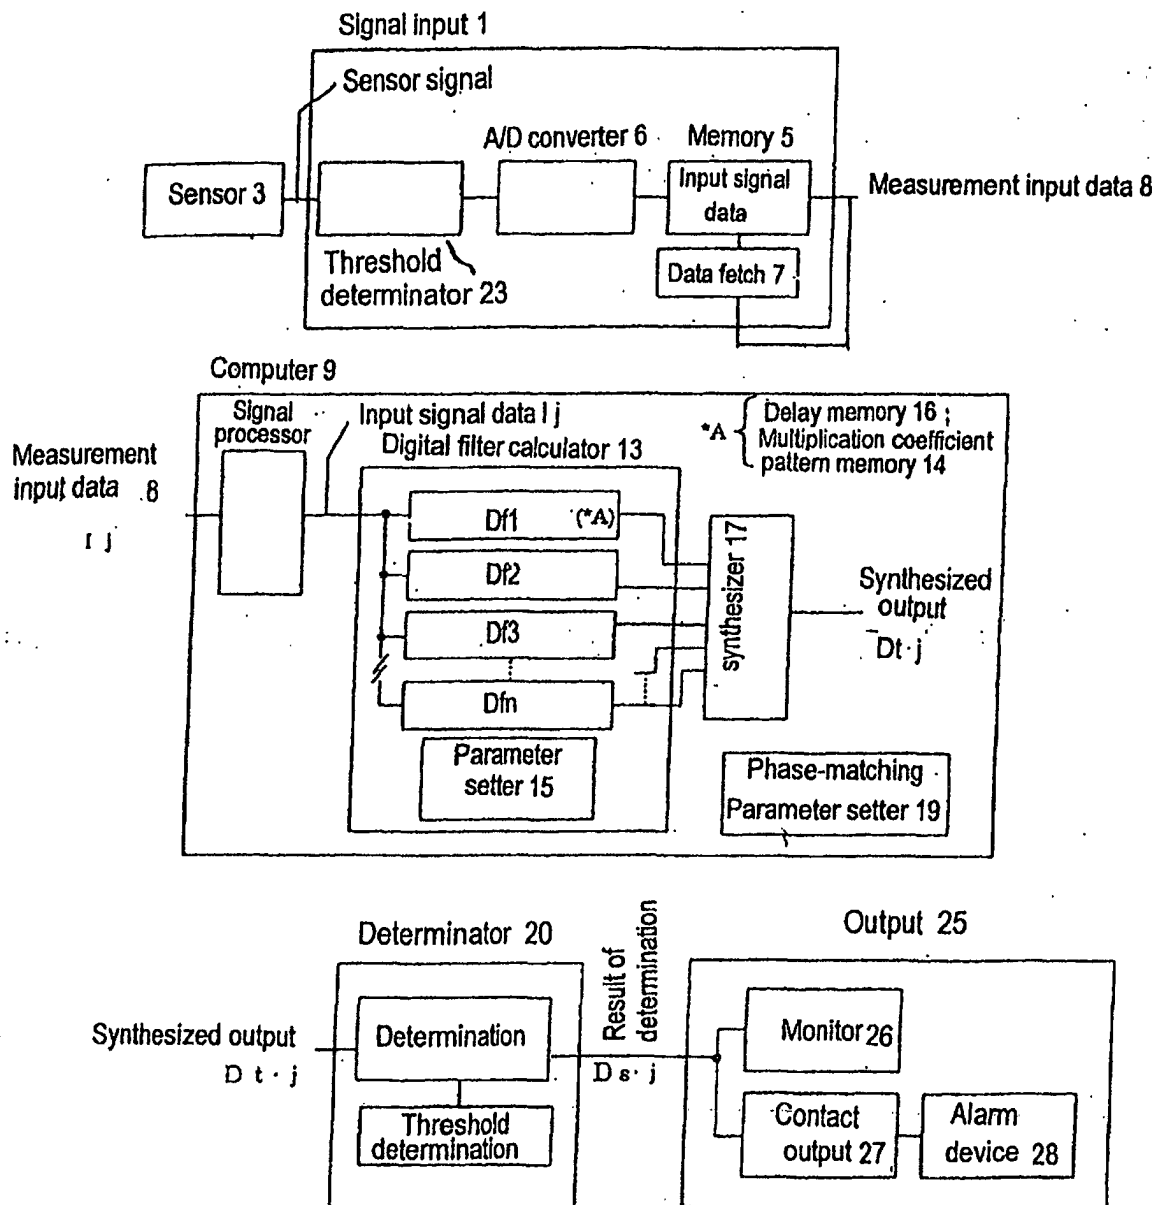 Signal input 1
Sensor signal
A/D converter 6
Memory 5
Sensor 3
Input signal
data
Measurement input data 8
Threshold
determinator 23
Data fetch 7
Computer 9
Signal
processor
Input signal data I j
Digital filter calculator 13
*A
Delay memory 16 ;
Multiplication coefficient
pattern memory 14
Measurement
input data 8
I j
Df1 (*A)
Df2
Df3
Dfn
synthesizer 17
Synthesized
output
Dt·j
Parameter
setter 15
Phase-matching
Parameter setter 19
Determinator 20
Result of
determination
Output 25
Synthesized output
D t · j
Determination
Threshold
determination
D s · j
Monitor 26
Contact
output 27
Alarm
device 28